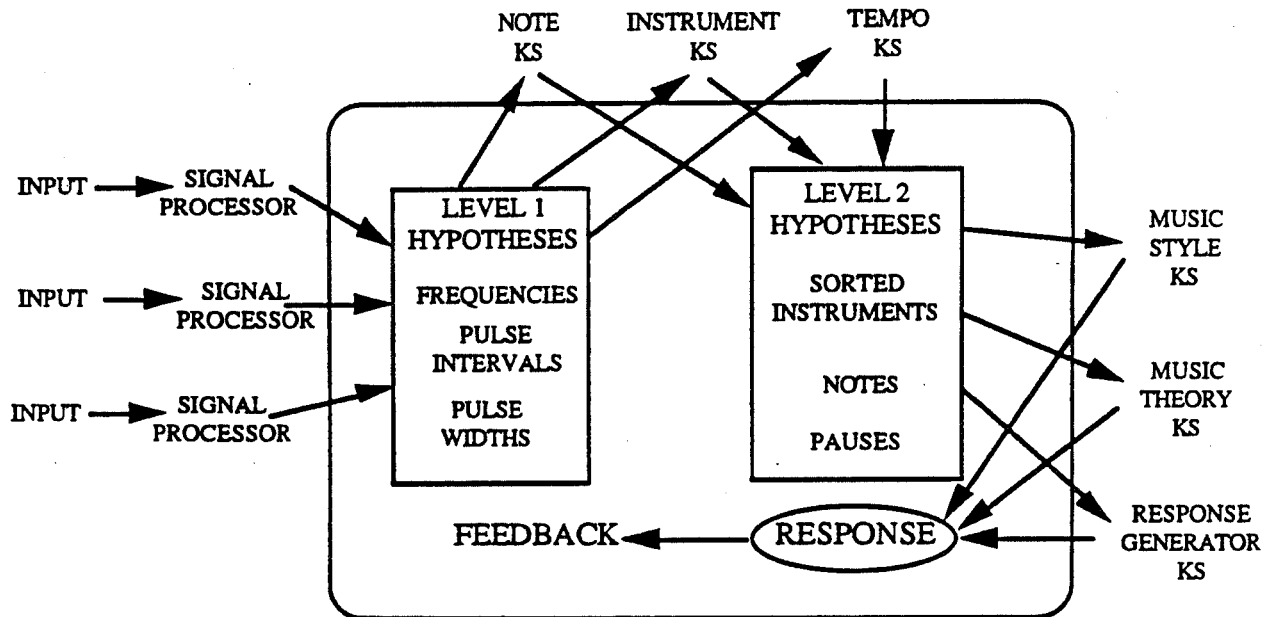 NOTE
KS
INSTRUMENT
KS
TEMPO
KS
INPUT
SIGNAL
PROCESSOR
INPUT
SIGNAL
PROCESSOR
INPUT
SIGNAL
PROCESSOR
LEVEL 1
HYPOTHESES
FREQUENCIES
PULSE
INTERVALS
PULSE
WIDTHS
LEVEL 2
HYPOTHESES
SORTED
INSTRUMENTS
NOTES
PAUSES
MUSIC
STYLE
KS
MUSIC
THEORY
KS
RESPONSE
GENERATOR
KS
RESPONSE
FEEDBACK